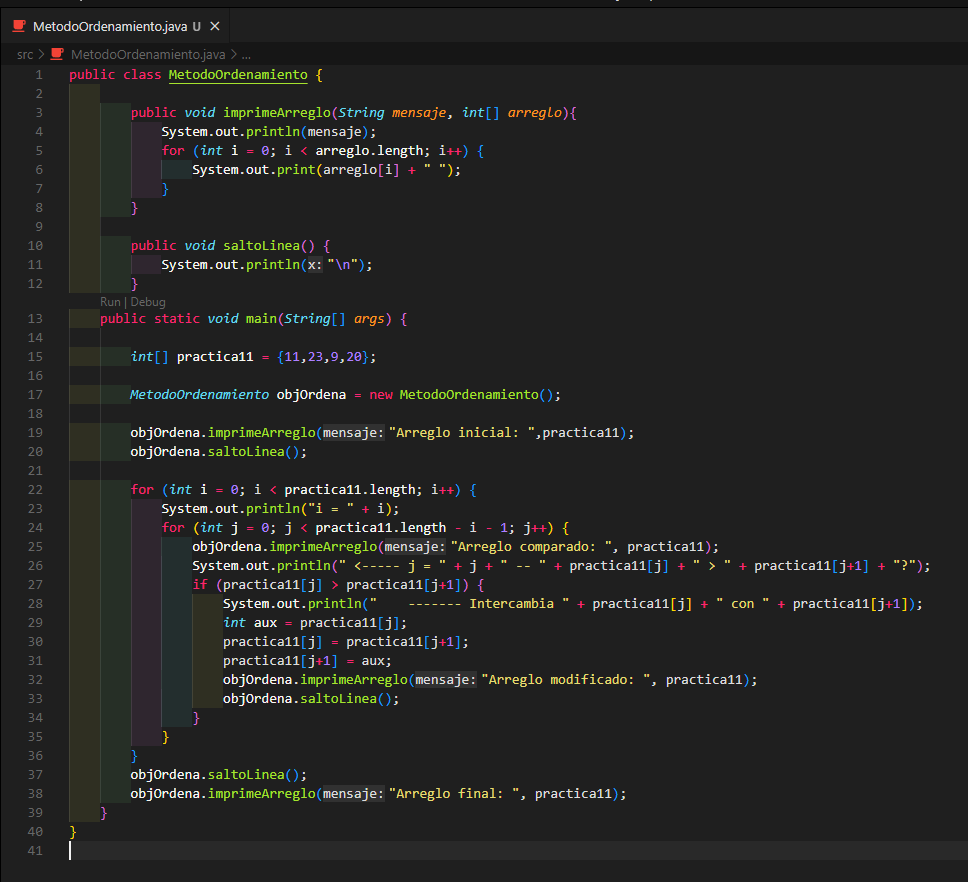 MetodoOrdenamiento.java U ×
src > MetodoOrdenamiento.java > ...
1 public class MetodoOrdenamiento {
2
3 public void imprimeArreglo(String mensaje, int[] arreglo){
4 System.out.println(mensaje);
5 for (int i = 0; i < arreglo.length; i++) {
6 System.out.print(arreglo[i] + " ");
7 }
8 }
9
10 public void saltoLinea() {
11 System.out.println(x: "\n");
12 }
Run | Debug
13 public static void main(String[] args) {
14
15 int[] practica11 = {11,23,9,20};
16
17 MetodoOrdenamiento objOrdena = new MetodoOrdenamiento();
18
19 objOrdena.imprimeArreglo(mensaje: "Arreglo inicial: ",practica11);
20 objOrdena.saltoLinea();
21
22 for (int i = 0; i < practica11.length; i++) {
23 System.out.println("i = " + i);
24 for (int j = 0; j < practica11.length - i - 1; j++) {
25 objOrdena.imprimeArreglo(mensaje: "Arreglo comparado: ", practica11);
26 System.out.println(" <----- j = " + j + " -- " + practica11[j] + " > " + practica11[j+1] + "?");
27 if (practica11[j] > practica11[j+1]) {
28 System.out.println("    ------- Intercambia " + practica11[j] + " con " + practica11[j+1]);
29 int aux = practica11[j];
30 practica11[j] = practica11[j+1];
31 practica11[j+1] = aux;
32 objOrdena.imprimeArreglo(mensaje: "Arreglo modificado: ", practica11);
33 objOrdena.saltoLinea();
34 }
35 }
36 }
37 objOrdena.saltoLinea();
38 objOrdena.imprimeArreglo(mensaje: "Arreglo final: ", practica11);
39 }
40 }
41